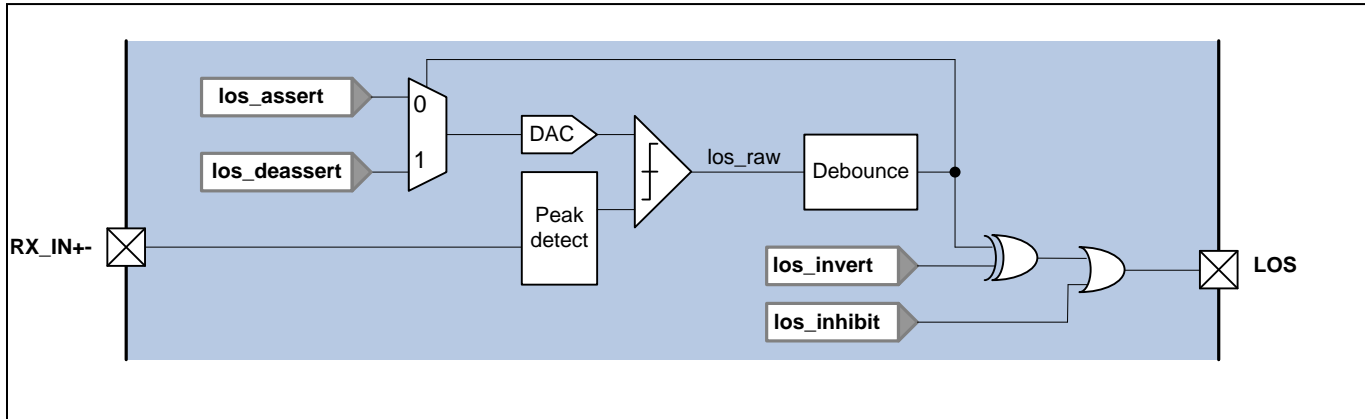 los_assert
0
DAC
los_deassert
1
los_raw
Debounce
Peak
detect
RX_IN+-
los_invert
LOS
los_inhibit